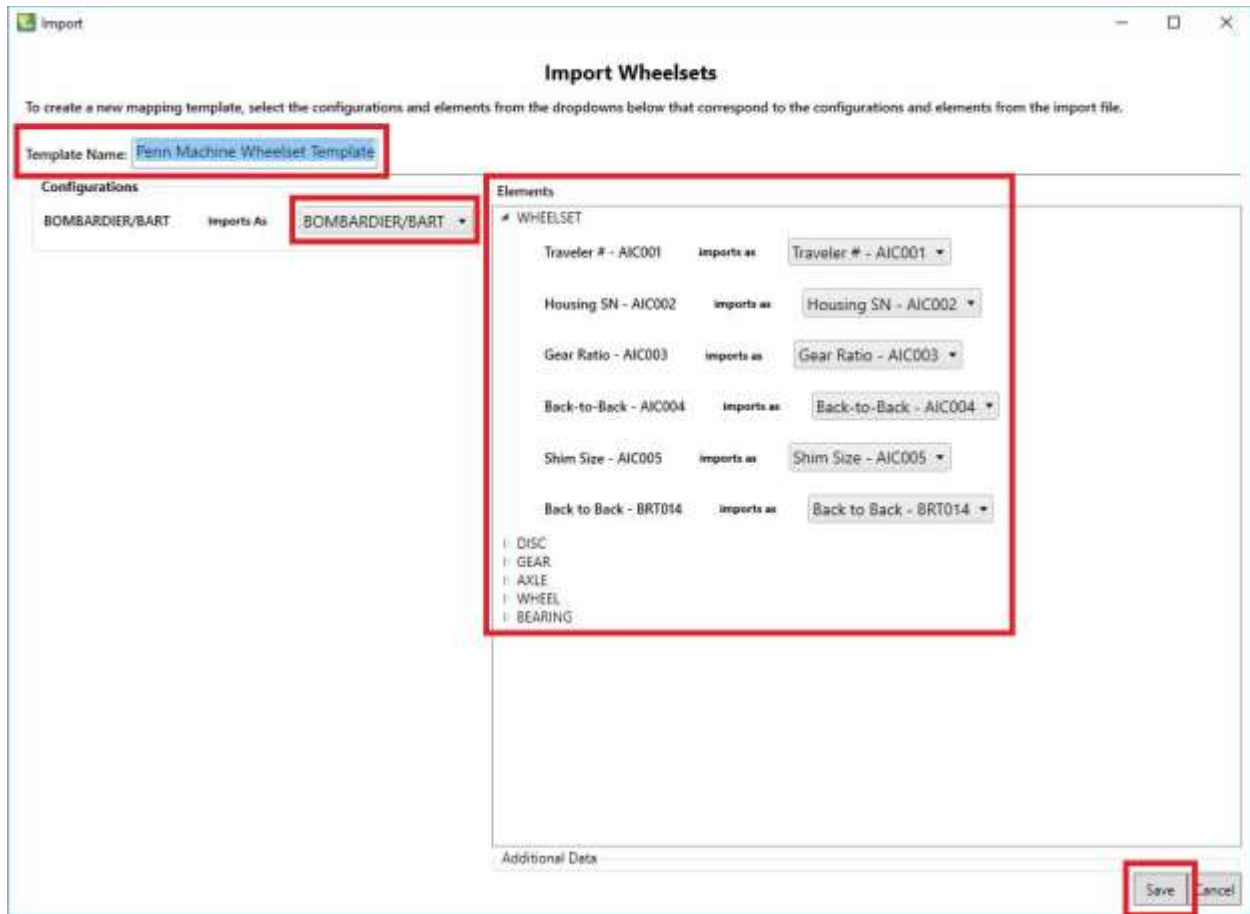 Import
Import Wheelsets
To create a new mapping template, select the configurations and elements from the dropdowns below that correspond to the configurations and elements from the import file.
Template Name: Penn Machine Wheelset Template
Configurations
BOMBARDIER/BART Imports As BOMBARDIER/BART
Elements
WHEELSET
Traveler # - AIC001 imports as Traveler # - AIC001
Housing SN - AIC002 imports as Housing SN - AIC002
Gear Ratio - AIC003 imports as Gear Ratio - AIC003
Back-to-Back - AIC004 imports as Back-to-Back - AIC004
Shim Size - AIC005 imports as Shim Size - AIC005
Back to Back - BRT014 imports as Back to Back - BRT014
DISC
GEAR
AXLE
WHEEL
BEARING
Additional Data
Save Cancel